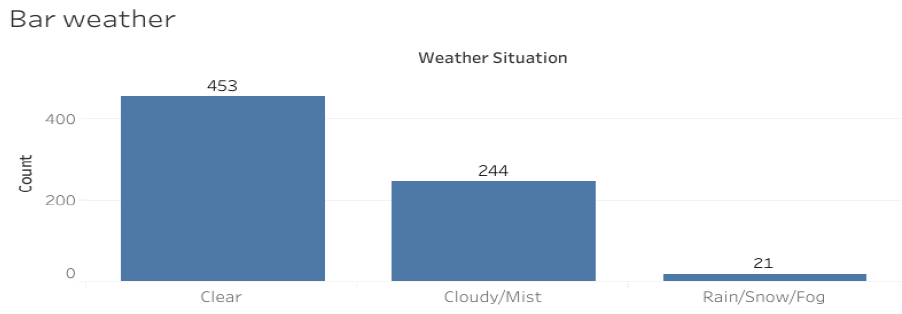 Bar weather
Weather Situation
453
400
244
Count
200
21
0
Clear
Cloudy/Mist
Rain/Snow/Fog